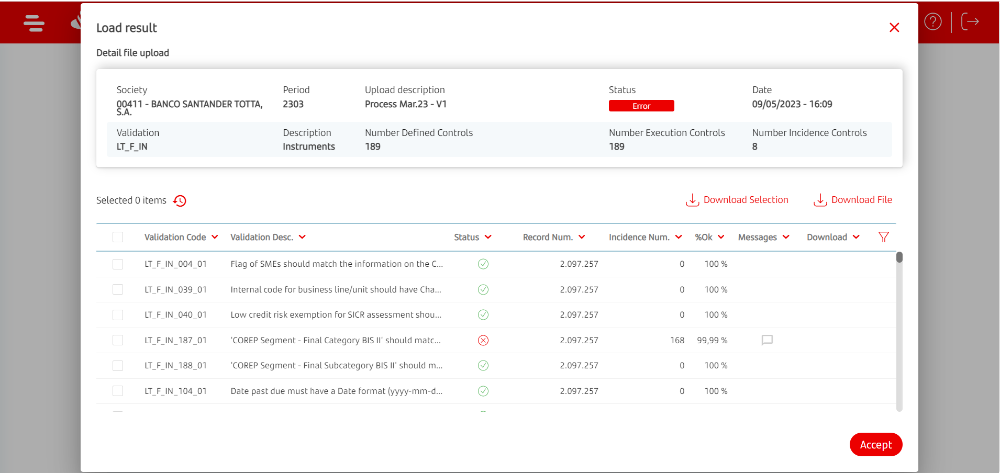 Load result
Detail file upload
Society Period Upload description Status Date
00411 - BANCO SANTANDER TOTTA, 2303 Process Mar.23 - V1 Error 09/05/2023 - 16:09
S.A.
Validation Description Number Defined Controls Number Execution Controls Number Incidence Controls
LT_F_IN Instruments 189 189 8
Selected 0 items Download Selection Download File
Validation Code Validation Desc. Status Record Num. Incidence Num. %Ok Messages Download
LT_F_IN_004_01 Flag of SMEs should match the information on the C... 2.097.257 0 100 %
LT_F_IN_039_01 Internal code for business line/unit should have Cha... 2.097.257 0 100 %
LT_F_IN_040_01 Low credit risk exemption for SICR assessment shou... 2.097.257 0 100 %
LT_F_IN_187_01 'COREP Segment - Final Category BIS II' should matc... 2.097.257 168 99,99 %
LT_F_IN_188_01 'COREP Segment - Final Subcategory BIS II' should m... 2.097.257 0 100 %
LT_F_IN_104_01 Date past due must have a Date format (yyyy-mm-d... 2.097.257 0 100 %
Accept